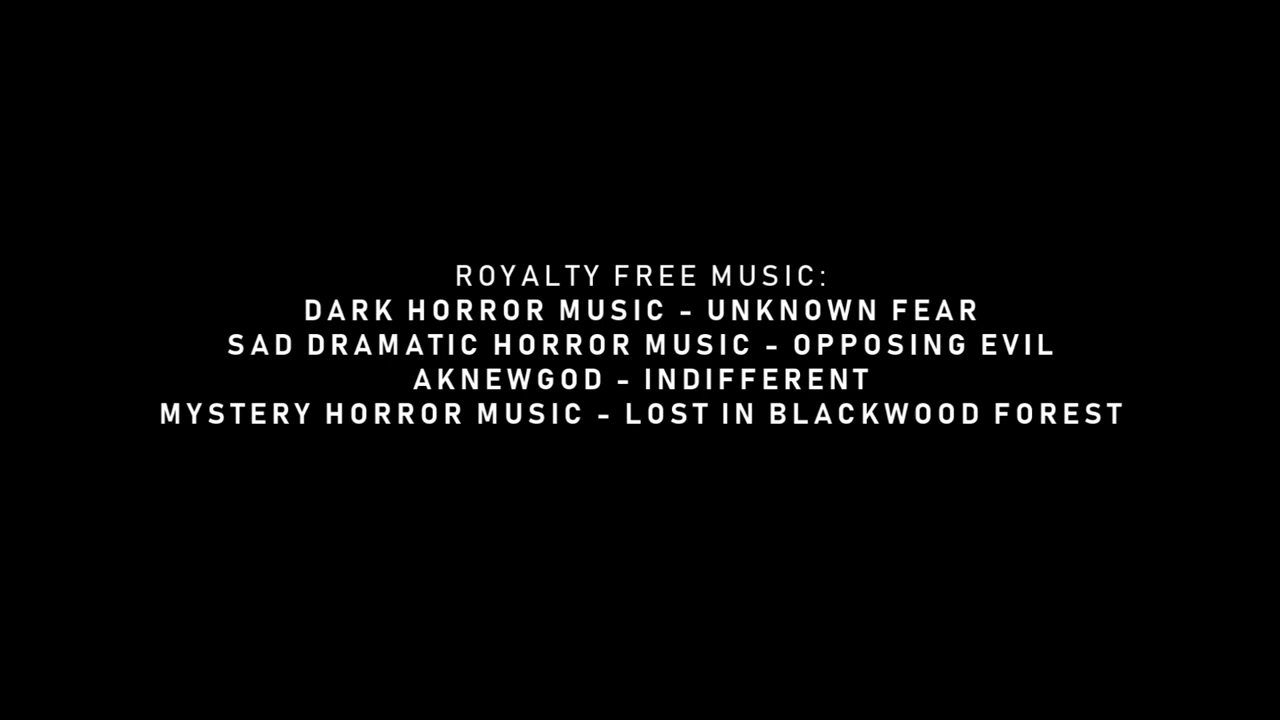 ROYALTY FREE MUSIC:
DARK HORROR MUSIC - UNKNOWN FEAR
SAD DRAMATIC HORROR MUSIC - OPPOSING EVIL
AKNEWGOD - INDIFFERENT
MYSTERY HORROR MUSIC - LOST IN BLACKWOOD FOREST